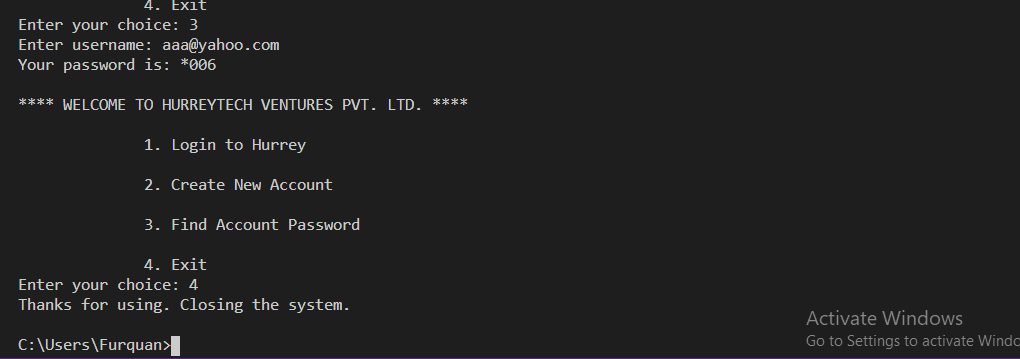 4. Exit
Enter your choice: 3
Enter username: aaa@yahoo.com
Your password is: *006
**** WELCOME TO HURREYTECH VENTURES PVT. LTD. ****
1. Login to Hurrey
2. Create New Account
3. Find Account Password
4. Exit
Enter your choice: 4
Thanks for using. Closing the system.
C:\Users\Furquan>
Activate Windows
Go to Settings to activate Windo